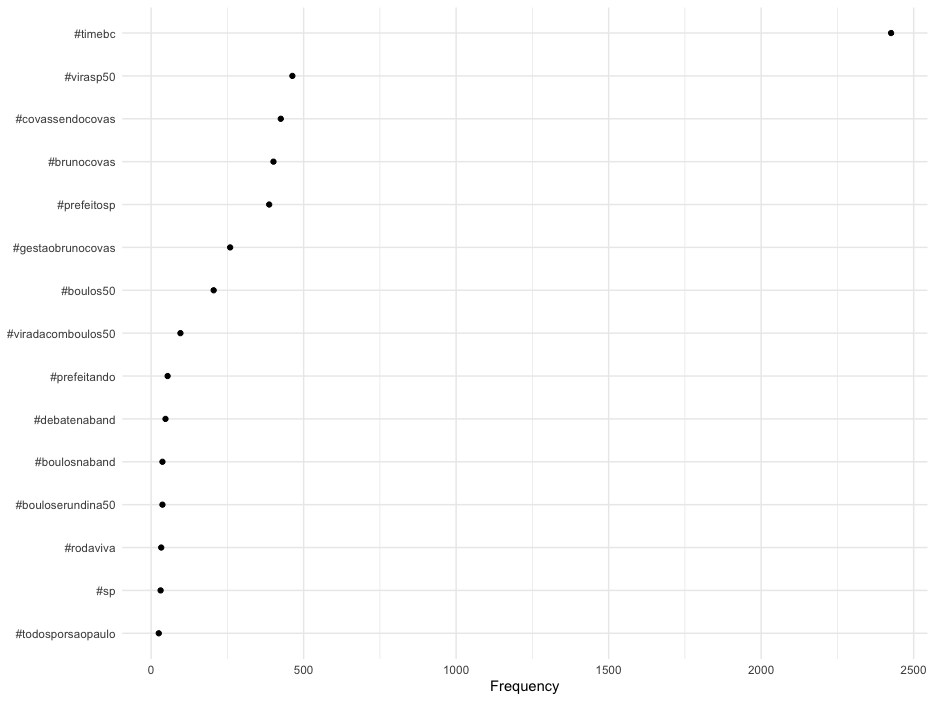 #timebc
#virasp50
#covassendocovas
#brunocovas
#prefeitosp
#gestaobrunocovas
#boulos50
#viradacomboulos50
#prefeitando
#debatenaband
#boulosnaband
#bouloserundina50
#rodaviva
#sp
#todosporsaopaulo
0 500 1000 1500 2000 2500
Frequency